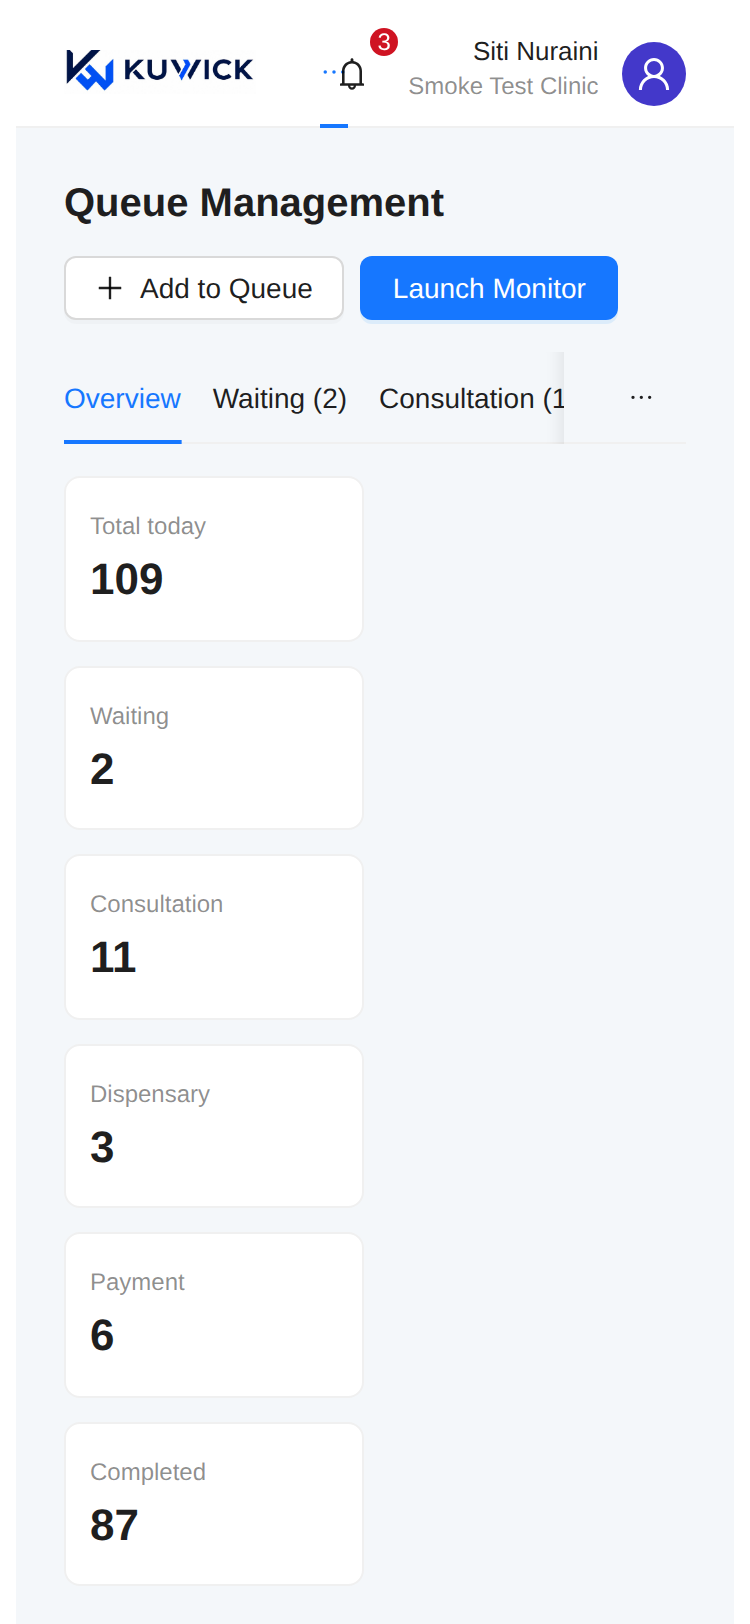 KUWICK
3
Siti Nuraini
Smoke Test Clinic
Queue Management
+ Add to Queue
Launch Monitor
Overview
Waiting (2)
Consultation (1
···
Total today
109
Waiting
2
Consultation
11
Dispensary
3
Payment
6
Completed
87